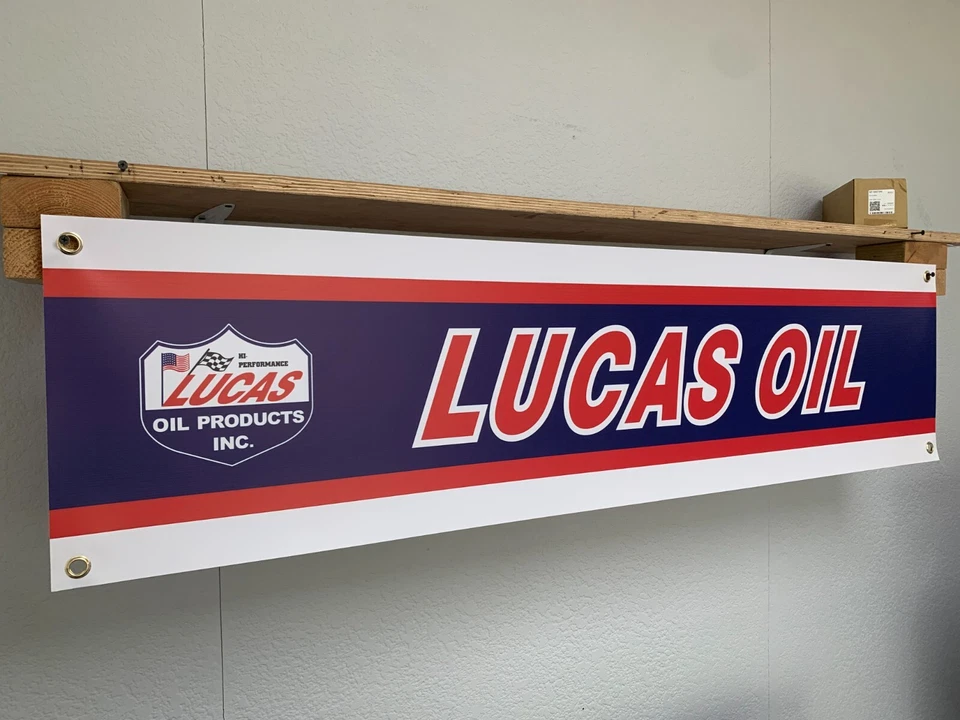 HI-
PERFORMANCE
LUCAS
OIL PRODUCTS
INC.
LUCAS OIL